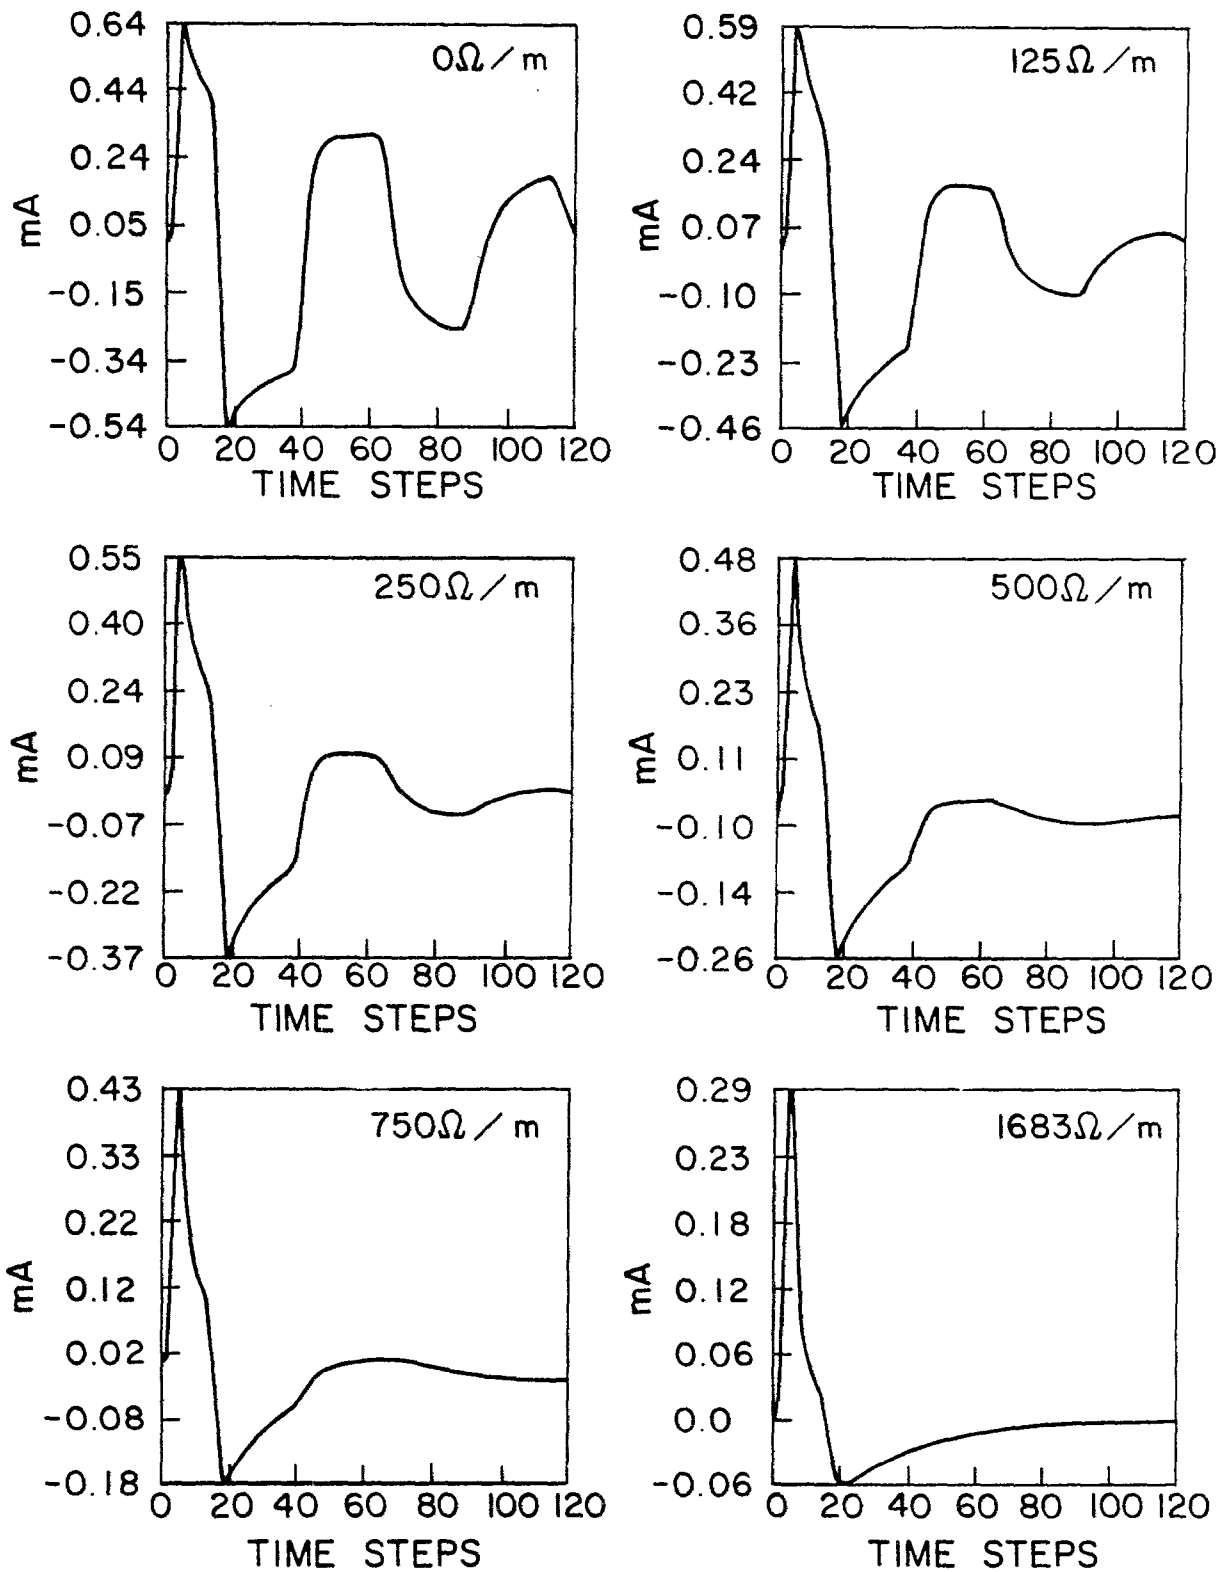 0.64
0.44
0.24
0.05
-0.15
-0.34
-0.54
mA
0Ω/m
0 20 40 60 80 100 120
TIME STEPS
0.59
0.42
0.24
0.07
-0.10
-0.23
-0.46
mA
125Ω/m
0 20 40 60 80 100 120
TIME STEPS
0.55
0.40
0.24
0.09
-0.07
-0.22
-0.37
mA
250Ω/m
0 20 40 60 80 100 120
TIME STEPS
0.48
0.36
0.23
0.11
-0.10
-0.14
-0.26
mA
500Ω/m
0 20 40 60 80 100 120
TIME STEPS
0.43
0.33
0.22
0.12
0.02
-0.08
-0.18
mA
750Ω/m
0 20 40 60 80 100 120
TIME STEPS
0.29
0.23
0.18
0.12
0.06
0.0
-0.06
mA
1683Ω/m
0 20 40 60 80 100 120
TIME STEPS